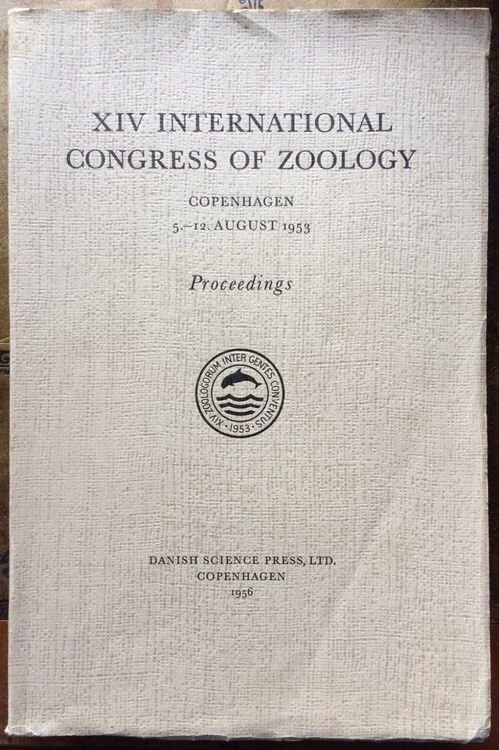 XIV INTERNATIONAL
CONGRESS OF ZOOLOGY
COPENHAGEN
5.–12. AUGUST 1953
Proceedings
XIV · ZOOLOGORUM INTER GENTES CONVENTUS
· 1953 ·
DANISH SCIENCE PRESS, LTD.
COPENHAGEN
1956